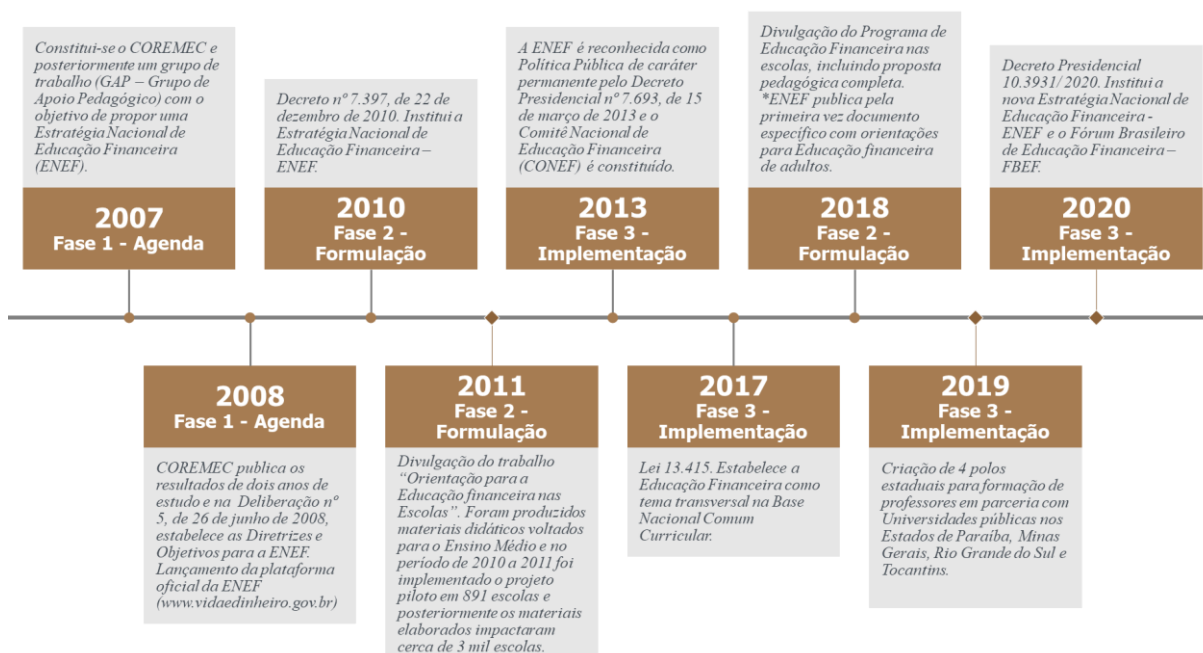 Constitui-se o COREMEC e
posteriormente um grupo de
trabalho (GAP – Grupo de
Apoio Pedagógico) com o
objetivo de propor uma
Estratégia Nacional de
Educação Financeira
(ENEF).
2007
Fase 1 - Agenda
Decreto nº 7.397, de 22 de
dezembro de 2010. Institui a
Estratégia Nacional de
Educação Financeira –
ENEF.
2010
Fase 2 -
Formulação
A ENEF é reconhecida como
Política Pública de caráter
permanente pelo Decreto
Presidencial nº 7.693, de 15
de março de 2013 e o
Comitê Nacional de
Educação Financeira
(CONEF) é constituído.
2013
Fase 3 -
Implementação
Divulgação do Programa de
Educação Financeira nas
escolas, incluindo proposta
pedagógica completa.
*ENEF publica pela
primeira vez documento
específico com orientações
para Educação financeira
de adultos.
2018
Fase 2 -
Formulação
Decreto Presidencial
10.3931/ 2020. Institui a
nova Estratégia Nacional de
Educação Financeira -
ENEF e o Fórum Brasileiro
de Educação Financeira –
FBEF.
2020
Fase 3 -
Implementação
2008
Fase 1 - Agenda
COREMEC publica os
resultados de dois anos de
estudo e na Deliberação nº
5, de 26 de junho de 2008,
estabelece as Diretrizes e
Objetivos para a ENEF.
Lançamento da plataforma
oficial da ENEF
(www.vidaedinheiro.gov.br)
2011
Fase 2 -
Formulação
Divulgação do trabalho
“Orientação para a
Educação financeira nas
Escolas”. Foram produzidos
materiais didáticos voltados
para o Ensino Médio e no
período de 2010 a 2011 foi
implementado o projeto
piloto em 891 escolas e
posteriormente os materiais
elaborados impactaram
cerca de 3 mil escolas.
2017
Fase 3 -
Implementação
Lei 13.415. Estabelece a
Educação Financeira como
tema transversal na Base
Nacional Comum
Curricular.
2019
Fase 3 -
Implementação
Criação de 4 polos
estaduais para formação de
professores em parceria com
Universidades públicas nos
Estados de Paraíba, Minas
Gerais, Rio Grande do Sul e
Tocantins.